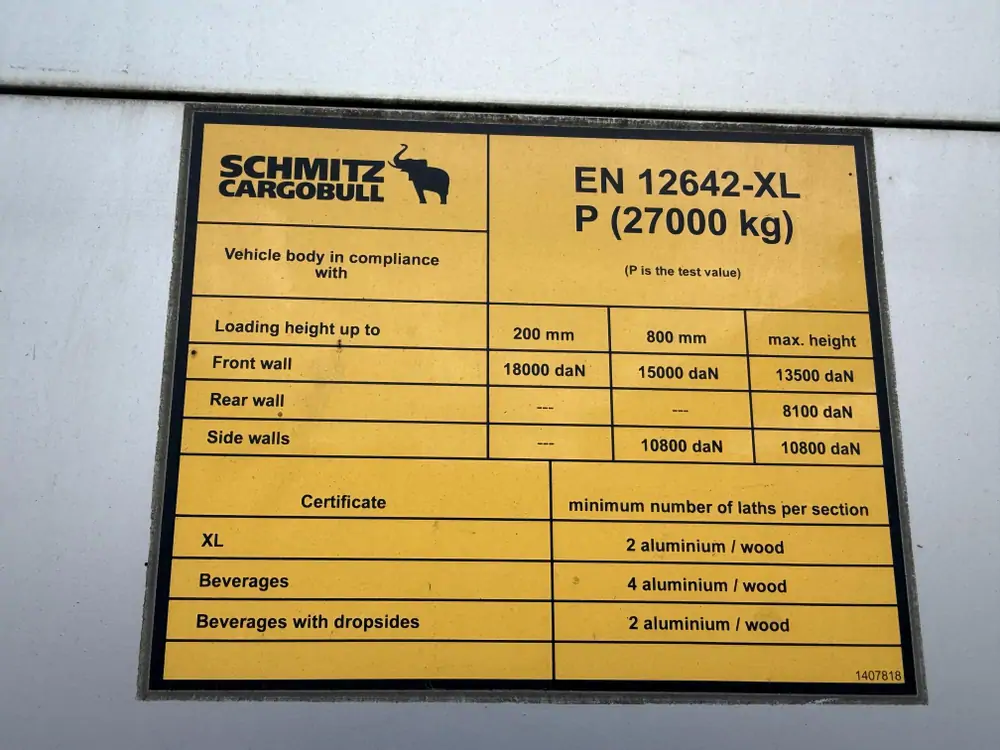 SCHMITZ
CARGOBULL
EN 12642-XL
P (27000 kg)
(P is the test value)
Vehicle body in compliance
with
Loading height up to 200 mm 800 mm max. height
Front wall 18000 daN 15000 daN 13500 daN
Rear wall --- --- 8100 daN
Side walls --- 10800 daN 10800 daN
Certificate minimum number of laths per section
XL 2 aluminium / wood
Beverages 4 aluminium / wood
Beverages with dropsides 2 aluminium / wood
1407818